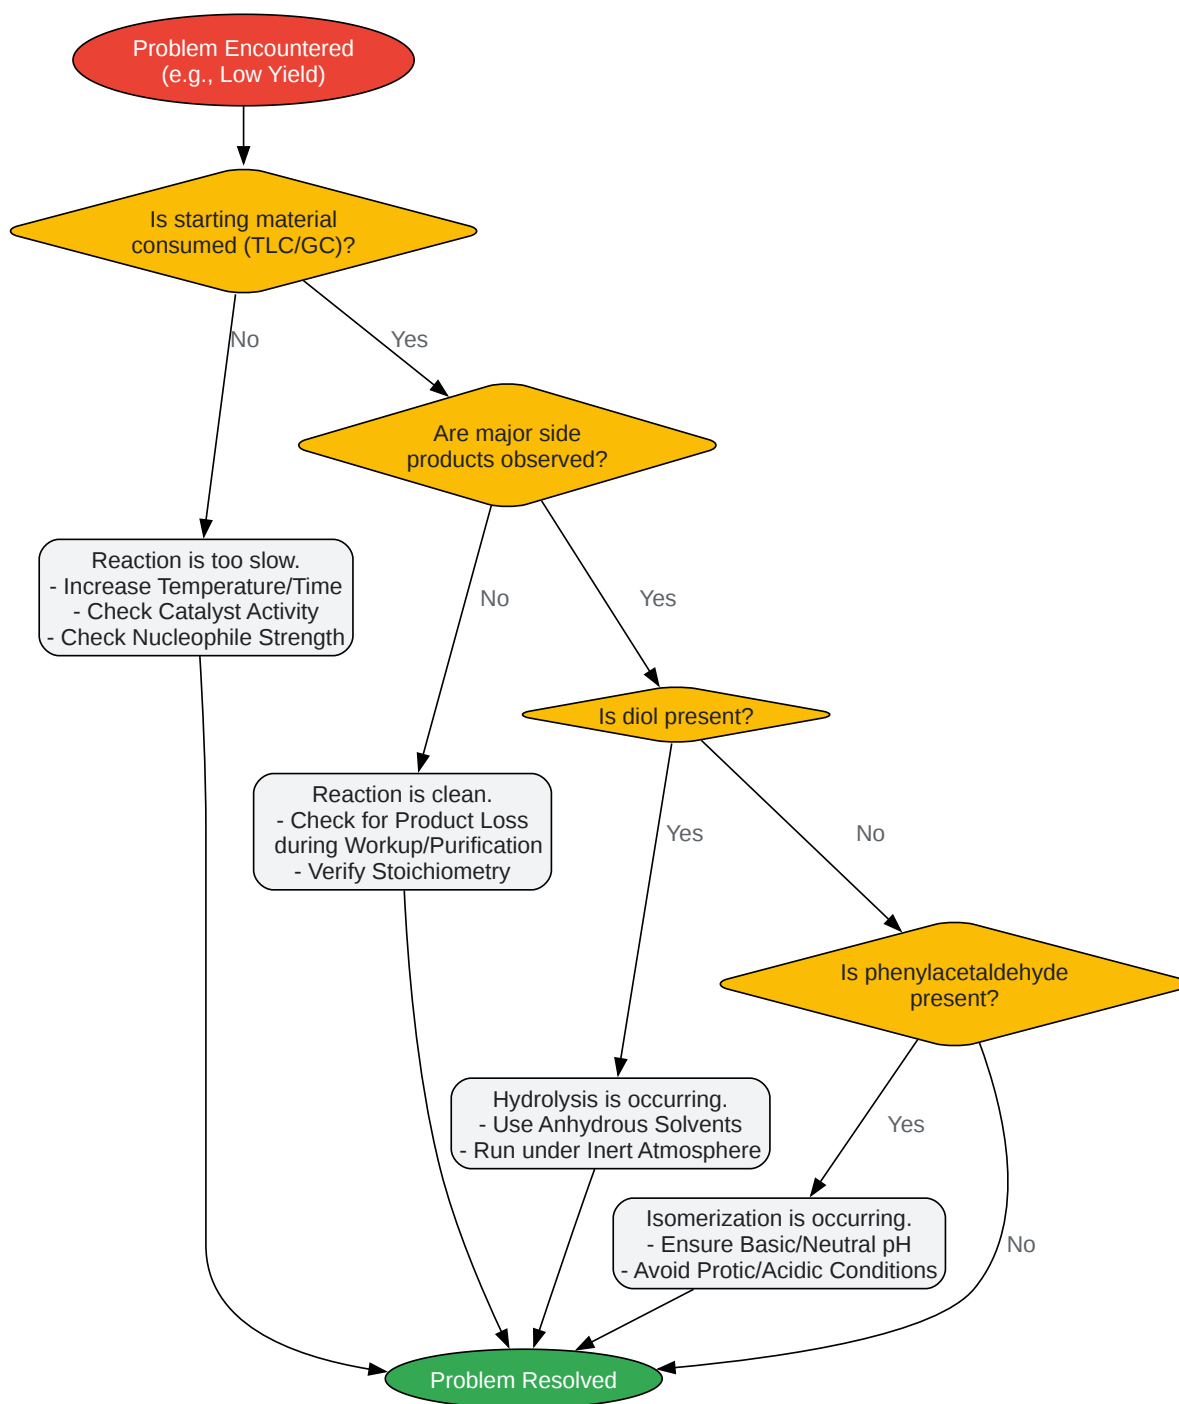 Problem Encountered
(e.g., Low Yield)
Is starting material
consumed (TLC/GC)?
No
Yes
Are major side
products observed?
Reaction is too slow.
- Increase Temperature/Time
- Check Catalyst Activity
- Check Nucleophile Strength
No
Yes
Is diol present?
Reaction is clean.
- Check for Product Loss
during Workup/Purification
- Verify Stoichiometry
Yes
No
Is phenylacetaldehyde
present?
Hydrolysis is occurring.
- Use Anhydrous Solvents
- Run under Inert Atmosphere
Yes
Isomerization is occurring.
- Ensure Basic/Neutral pH
- Avoid Protic/Acidic Conditions
No
Problem Resolved